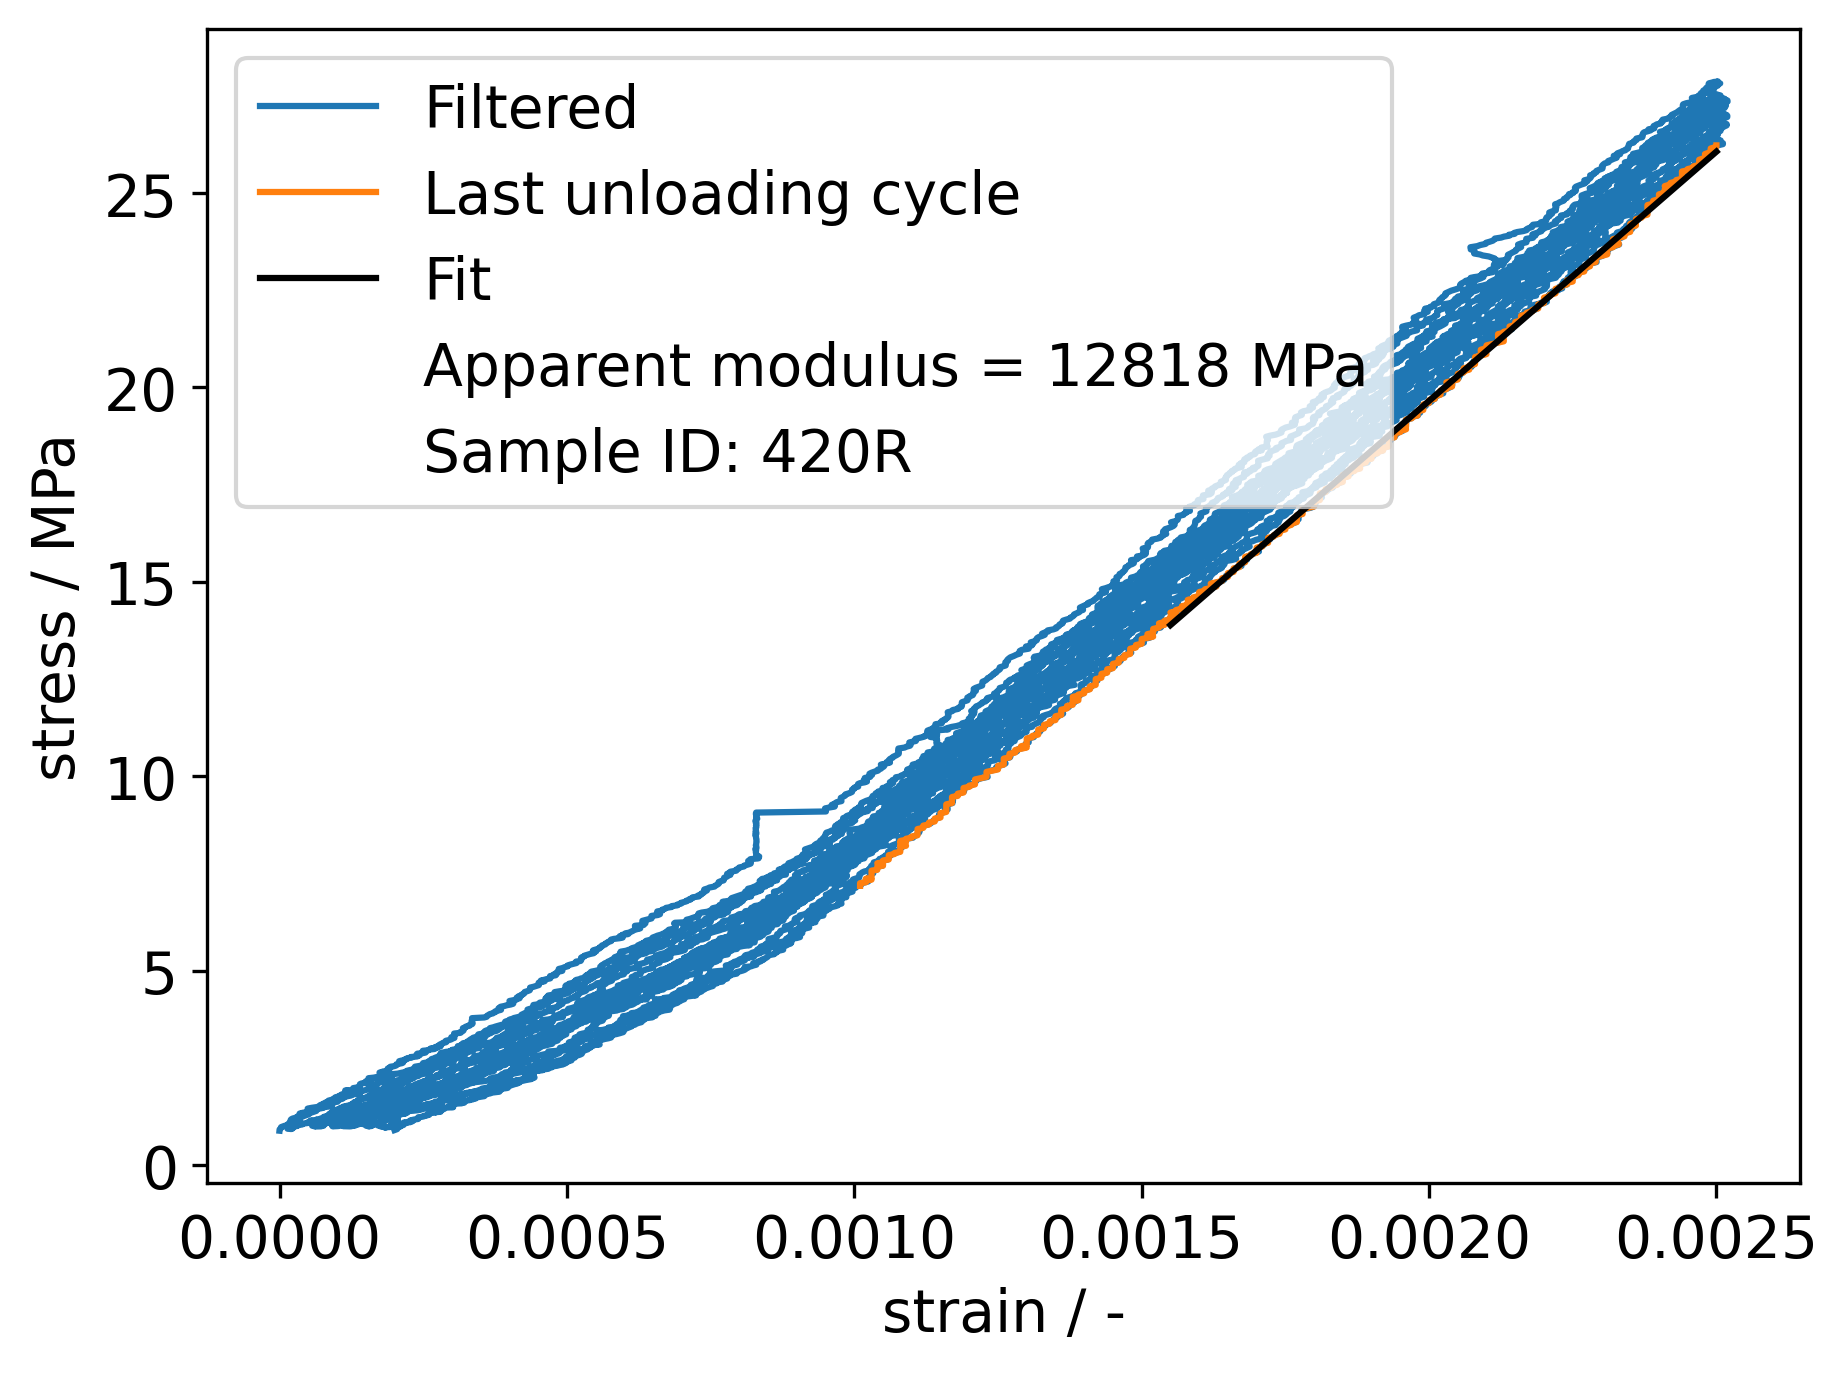 Filtered
Last unloading cycle
Fit
Apparent modulus = 12818 MPa
Sample ID: 420R
stress / MPa
25
20
15
10
5
0
0.0000 0.0005 0.0010 0.0015 0.0020 0.0025
strain / -